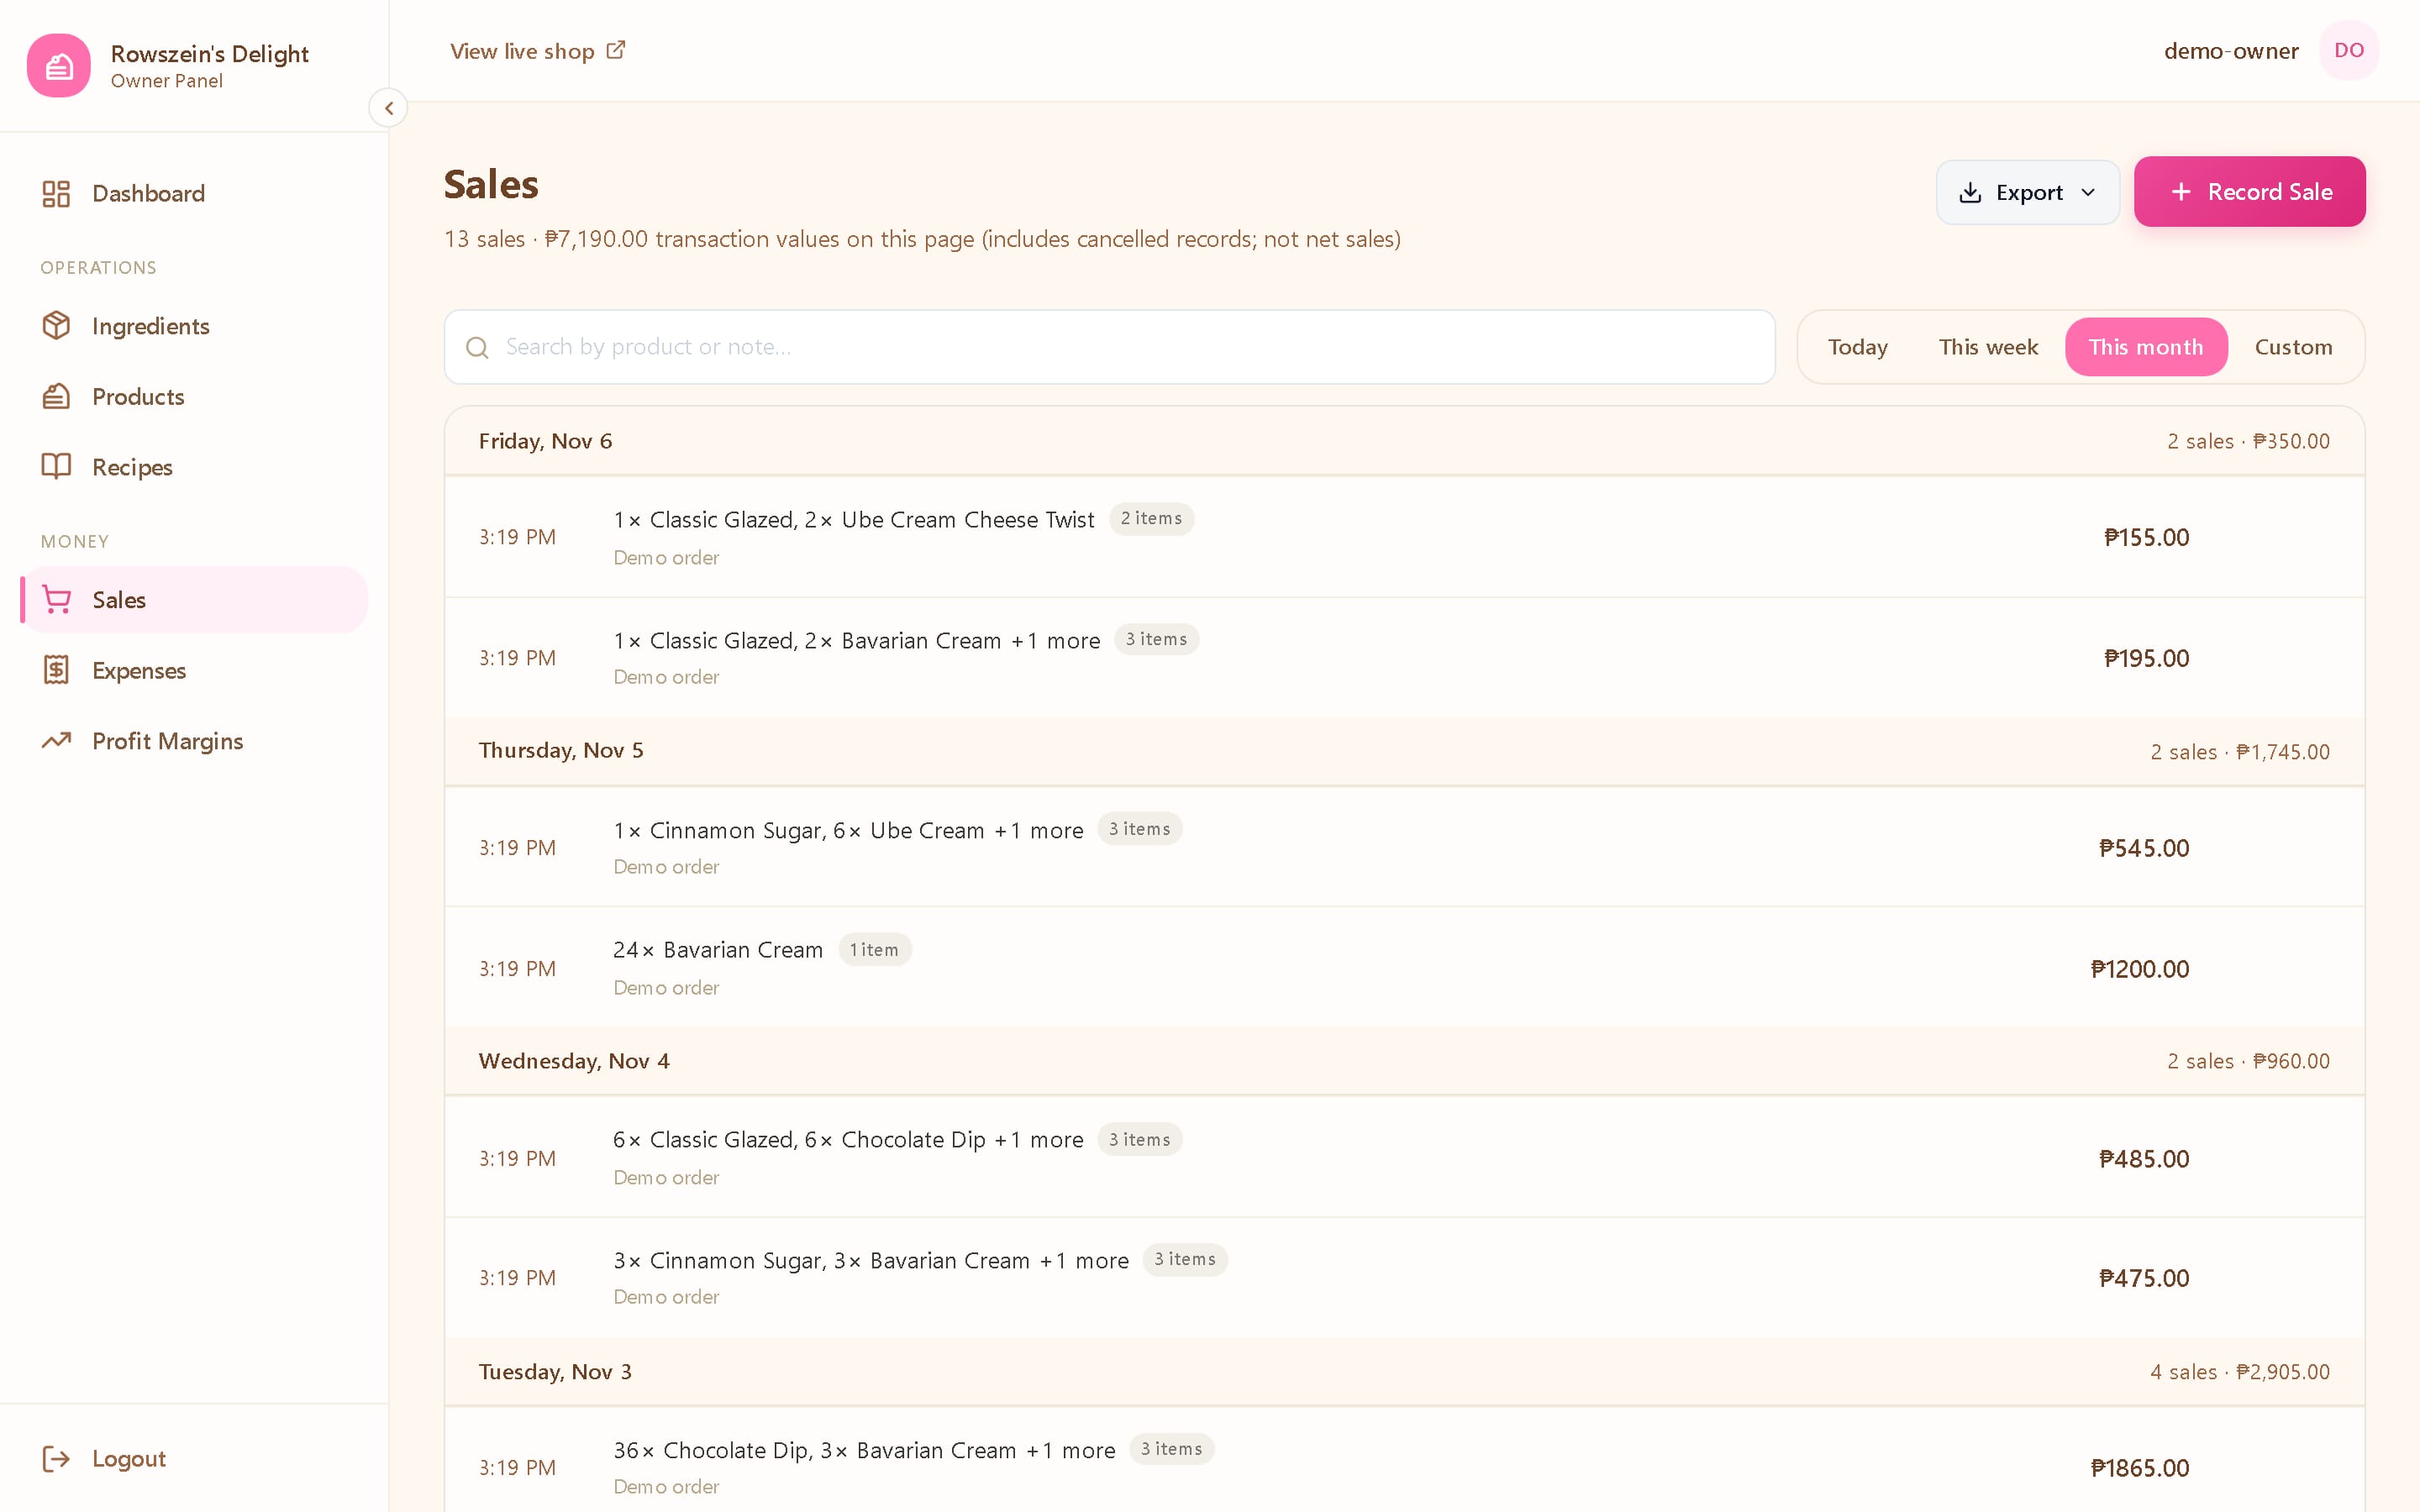 Rowszein's Delight
Owner Panel
View live shop
demo-owner
DO
Dashboard
OPERATIONS
Ingredients
Products
Recipes
MONEY
Sales
Expenses
Profit Margins
Logout
Sales
13 sales · ₱7,190.00 transaction values on this page (includes cancelled records; not net sales)
Export
Record Sale
Search by product or note...
Today
This week
This month
Custom
Friday, Nov 6
2 sales · ₱350.00
3:19 PM
1× Classic Glazed, 2× Ube Cream Cheese Twist
2 items
Demo order
₱155.00
3:19 PM
1× Classic Glazed, 2× Bavarian Cream +1 more
3 items
Demo order
₱195.00
Thursday, Nov 5
2 sales · ₱1,745.00
3:19 PM
1× Cinnamon Sugar, 6× Ube Cream +1 more
3 items
Demo order
₱545.00
3:19 PM
24× Bavarian Cream
1 item
Demo order
₱1200.00
Wednesday, Nov 4
2 sales · ₱960.00
3:19 PM
6× Classic Glazed, 6× Chocolate Dip +1 more
3 items
Demo order
₱485.00
3:19 PM
3× Cinnamon Sugar, 3× Bavarian Cream +1 more
3 items
Demo order
₱475.00
Tuesday, Nov 3
4 sales · ₱2,905.00
3:19 PM
36× Chocolate Dip, 3× Bavarian Cream +1 more
3 items
Demo order
₱1865.00